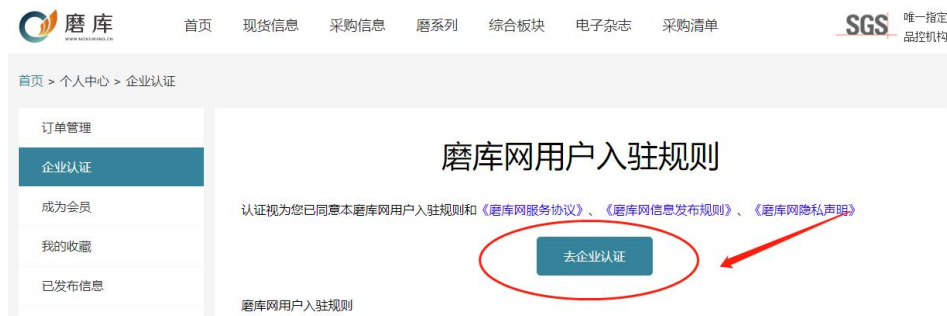 磨库
WWW.MOKUWANG.CN
首页 现货信息 采购信息 磨系列 综合板块 电子杂志 采购清单
SGS 唯一指定
品控机构
首页 > 个人中心 > 企业认证
订单管理
企业认证
成为会员
我的收藏
已发布信息
磨库网用户入驻规则
认证视为您已同意本磨库网用户入驻规则和《磨库网服务协议》、《磨库网信息发布规则》、《磨库网隐私声明》
去企业认证
磨库网用户入驻规则